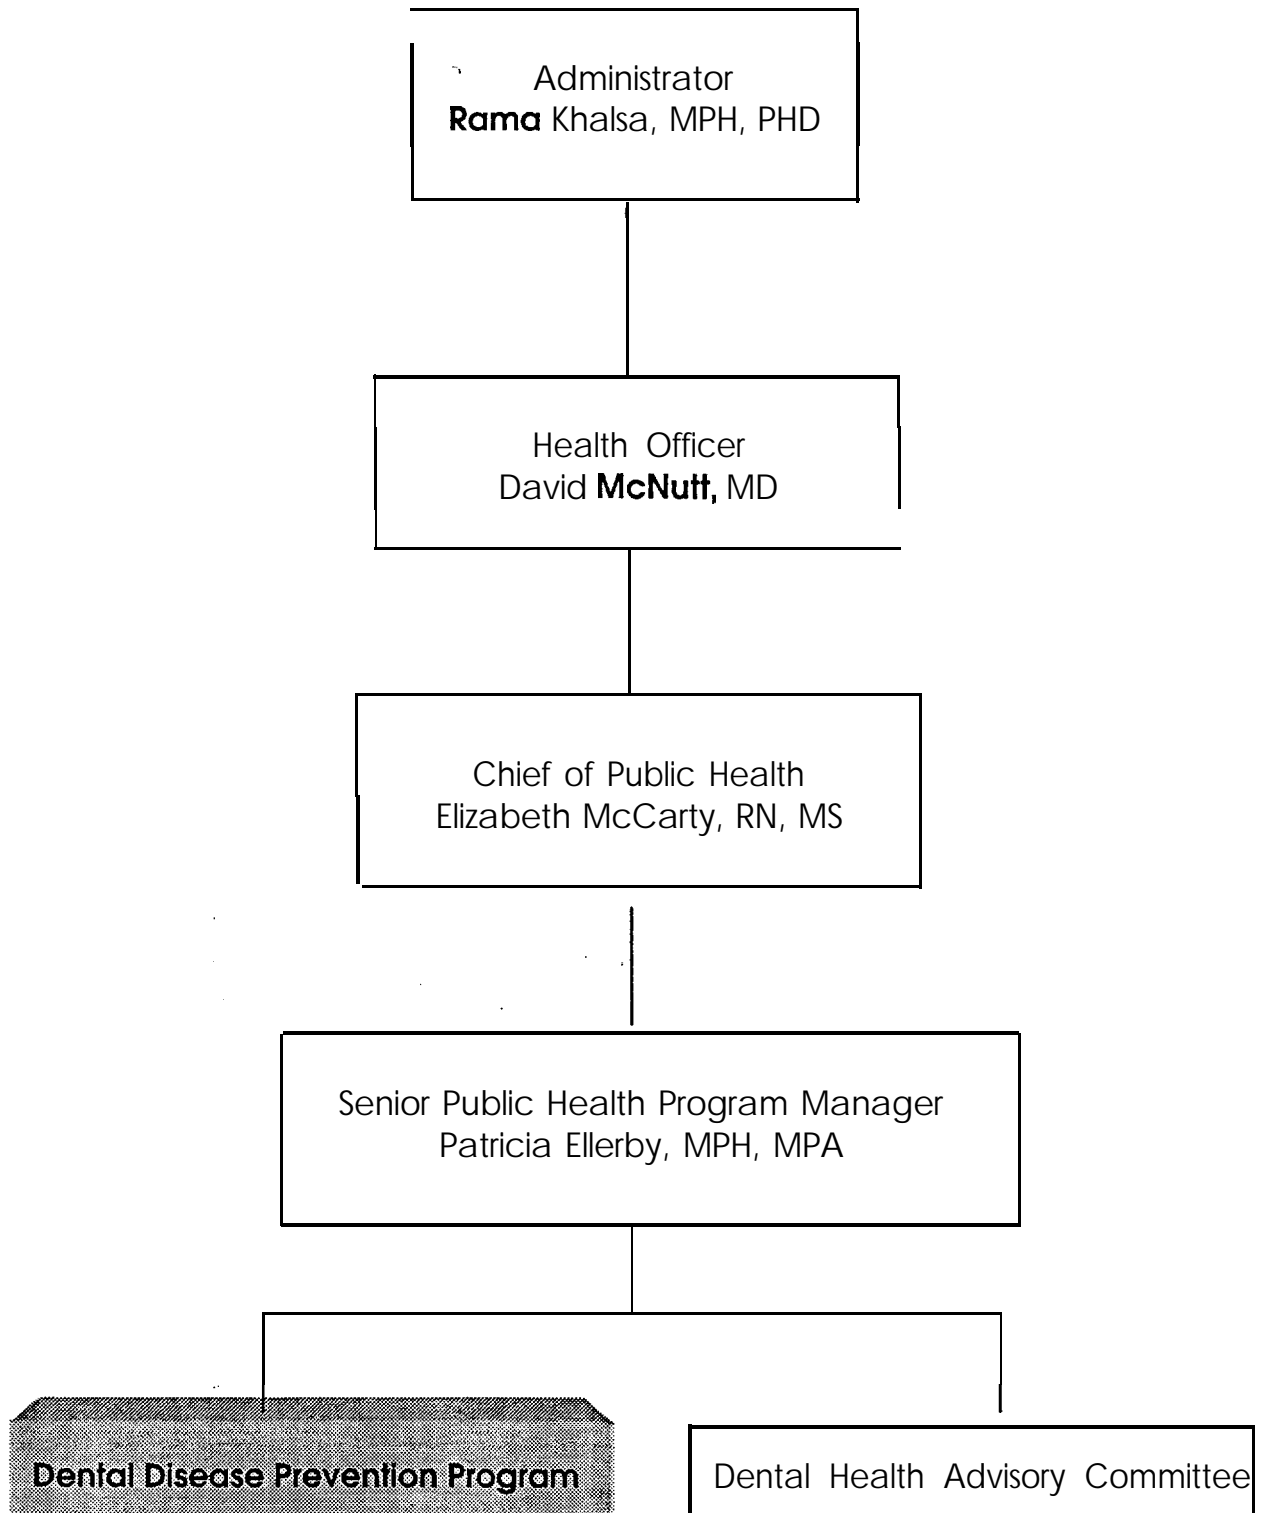 Administrator
Rama Khalsa, MPH, PHD
Health Officer
David McNutt, MD
Chief of Public Health
Elizabeth McCarty, RN, MS
Senior Public Health Program Manager
Patricia Ellerby, MPH, MPA
Dental Disease Prevention Program
Dental Health Advisory Committee